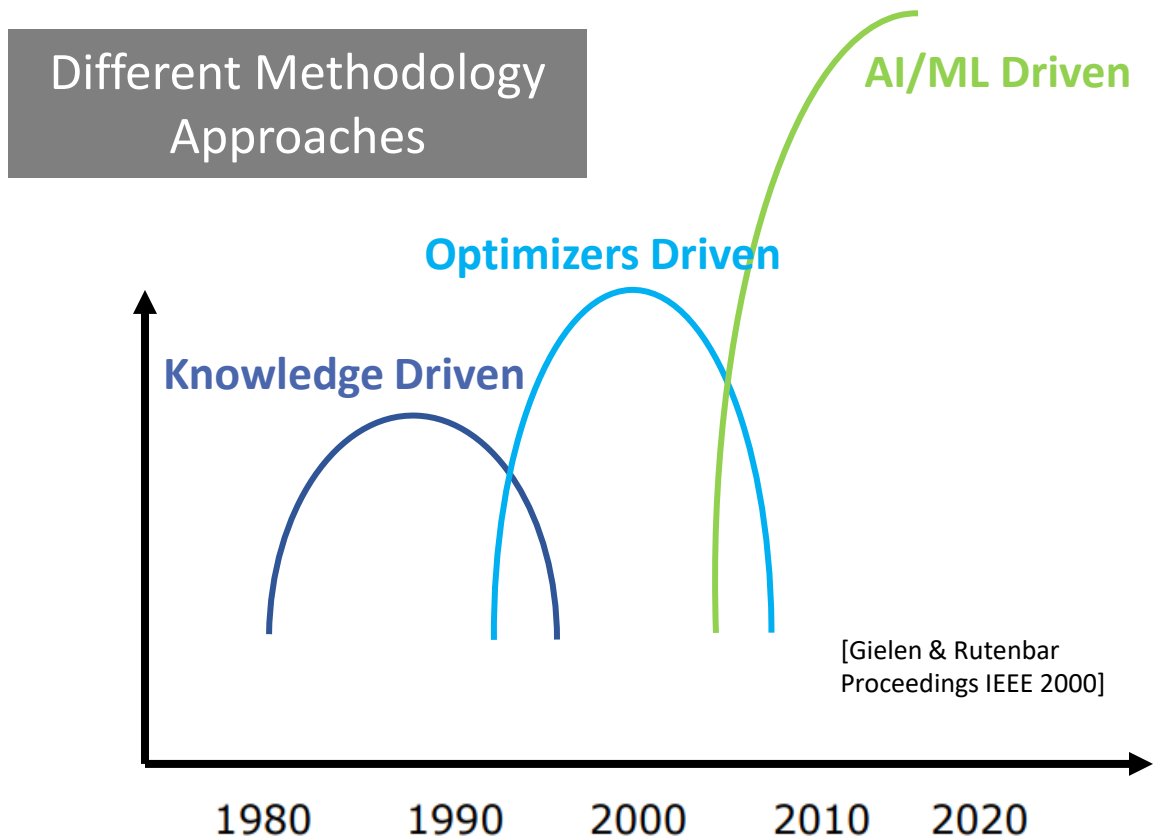 Different Methodology
Approaches
AI/ML Driven
Optimizers Driven
Knowledge Driven
[Gielen & Rutenbar
Proceedings IEEE 2000]
1980 1990 2000 2010 2020